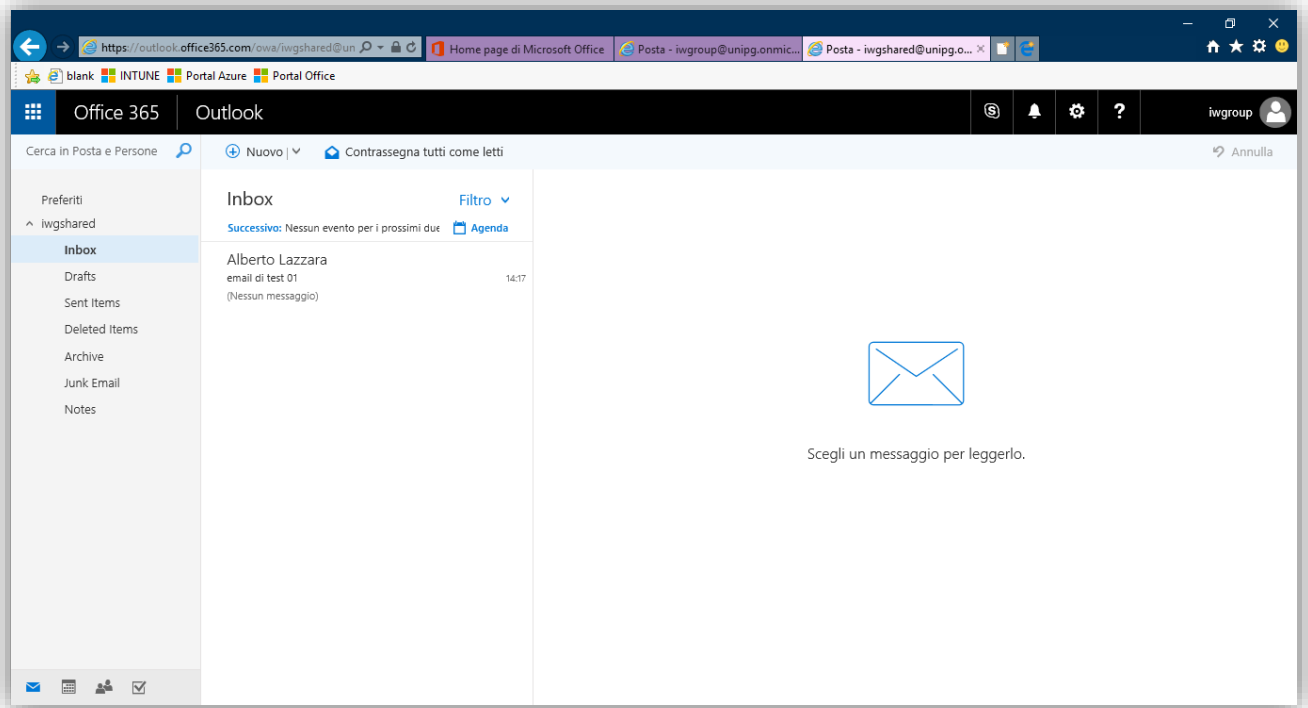 https://outlook.office365.com/owa/iwgshared@un
Home page di Microsoft Office
Posta - iwgroup@unipg.onmic...
Posta - iwgshared@unipg.o...
blank INTUNE Portal Azure Portal Office
Office 365 Outlook
iwgroup
Cerca in Posta e Persone
Nuovo Contrassegna tutti come letti
Annulla
Preferiti
iwgshared
Inbox
Drafts
Sent Items
Deleted Items
Archive
Junk Email
Notes
Inbox Filtro
Successivo: Nessun evento per i prossimi due Agenda
Alberto Lazzara
email di test 01 14:17
(Nessun messaggio)
Scegli un messaggio per leggerlo.